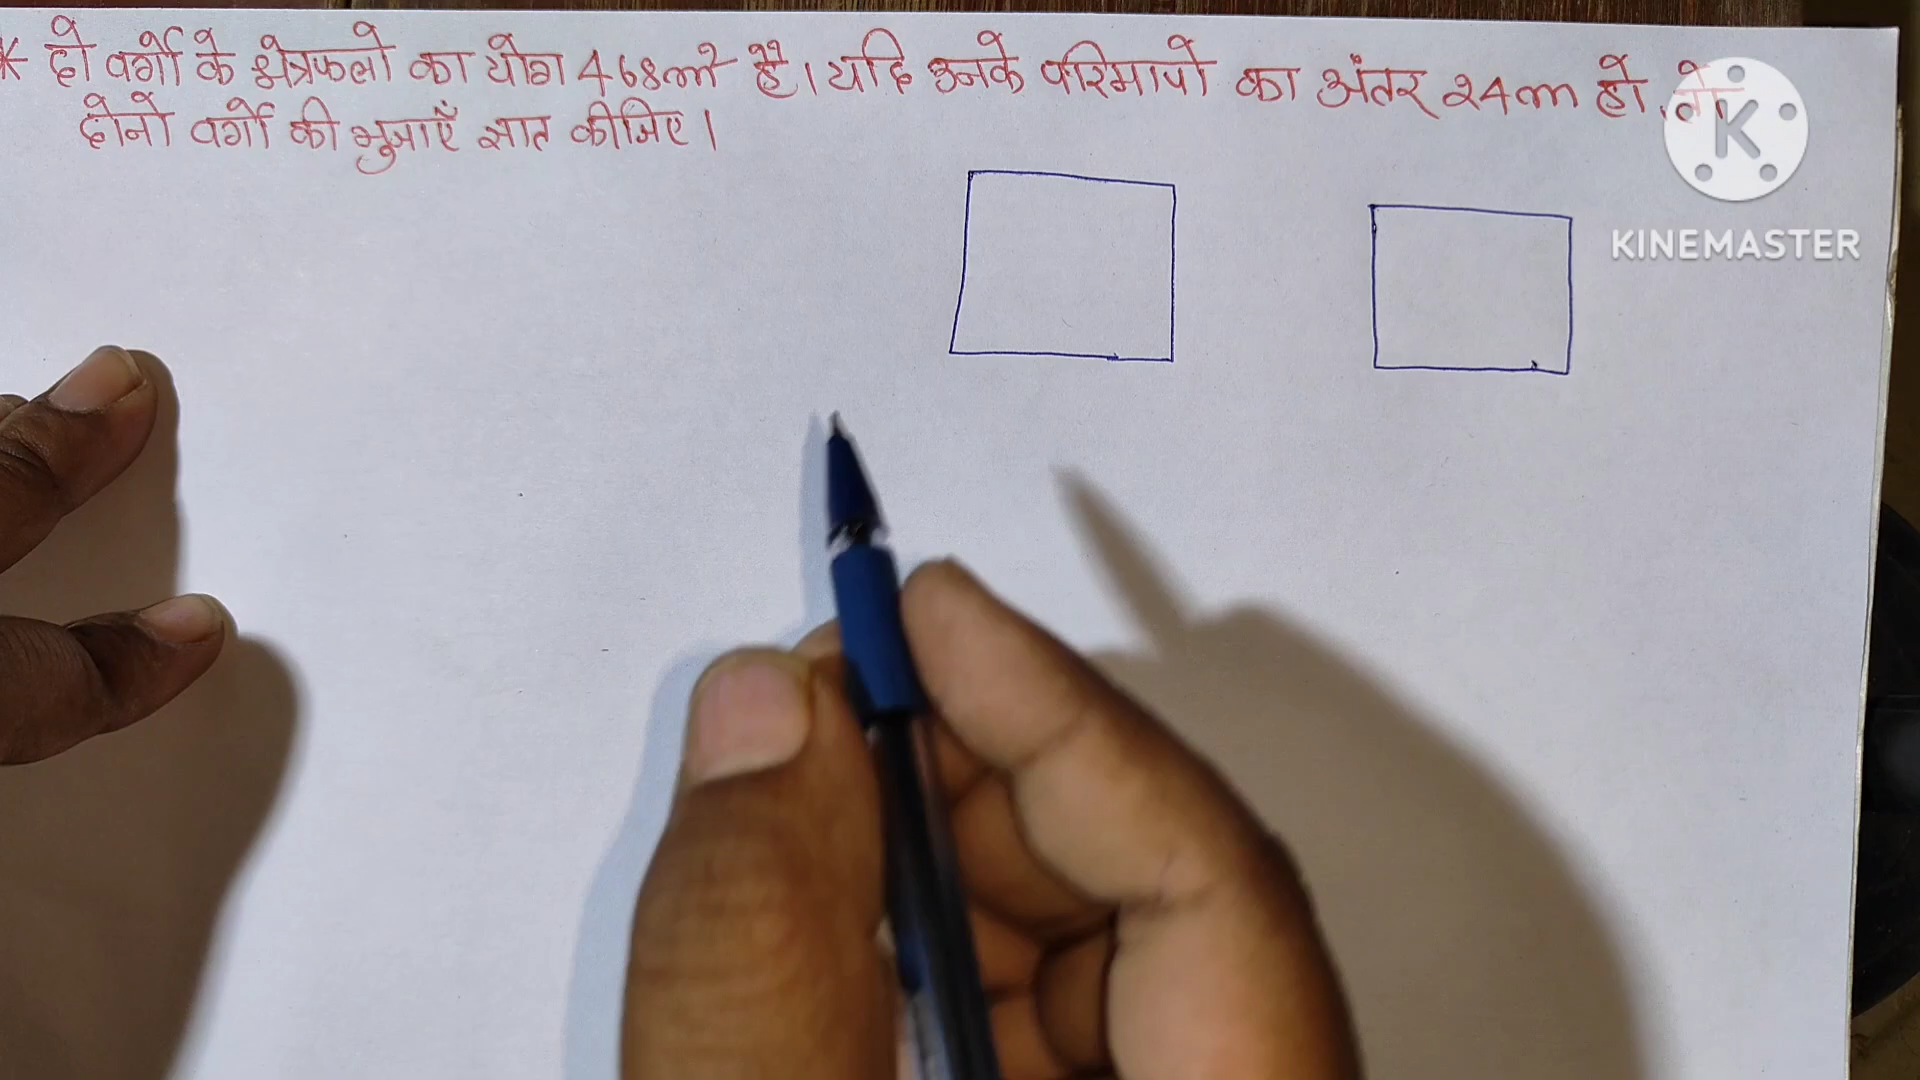 * दो वर्गों के क्षेत्रफलो का योग 468m² है। यदि उनके परिमापो का अंतर 24m हो, तो
दोनो वर्गो की भुजाएँ ज्ञात कीजिए।
K
KINEMASTER